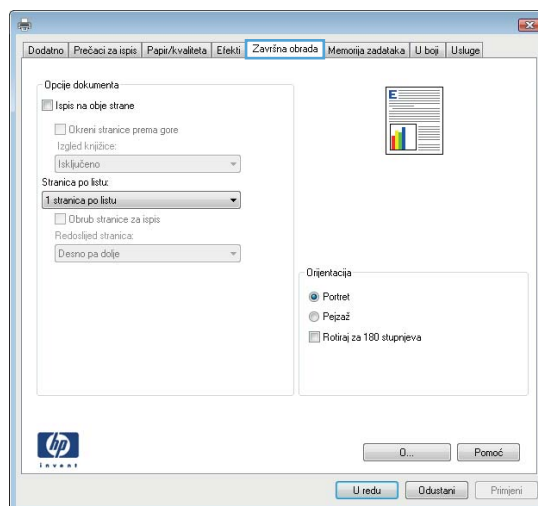 Dodatno Prečaci za ispis Papir/kvaliteta Efekti Završna obrada Memorija zadataka U boji Usluge
Opcije dokumenta
Ispis na obje strane
Okreni stranice prema gore
Izgled knjižice:
Isključeno
Stranica po listu:
1 stranica po listu
Obrub stranice za ispis
Redoslijed stranica:
Desno pa dolje
E
Orijentacija
Portret
Pejzaž
Rotiraj za 180 stupnjeva
hp
invent
O... Pomoć
U redu Odustani Primjeni